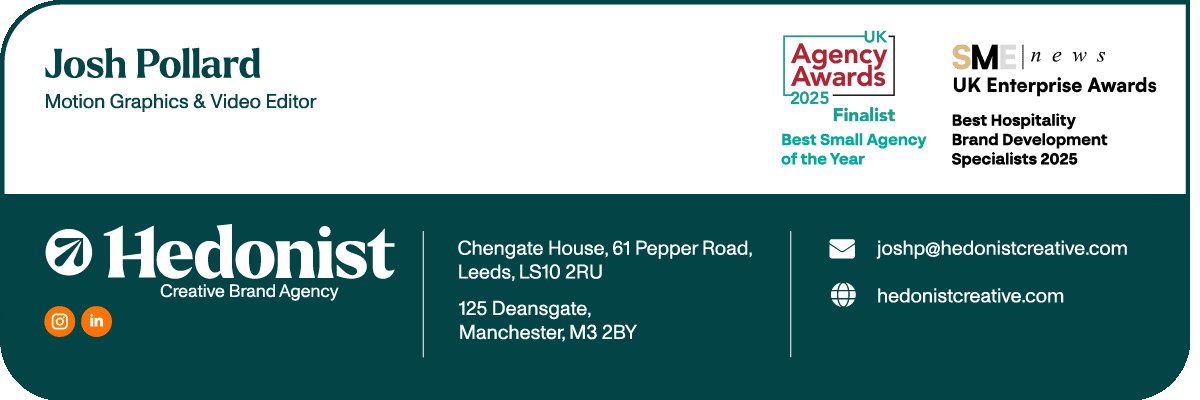 Josh Pollard
Motion Graphics & Video Editor
UK
Agency
Awards
2025
Finalist
Best Small Agency
of the Year
SME news
UK Enterprise Awards
Best Hospitality
Brand Development
Specialists 2025
Hedonist
Creative Brand Agency
in
Chengate House, 61 Pepper Road,
Leeds, LS10 2RU
125 Deansgate,
Manchester, M3 2BY
joshp@hedonistcreative.com
hedonistcreative.com